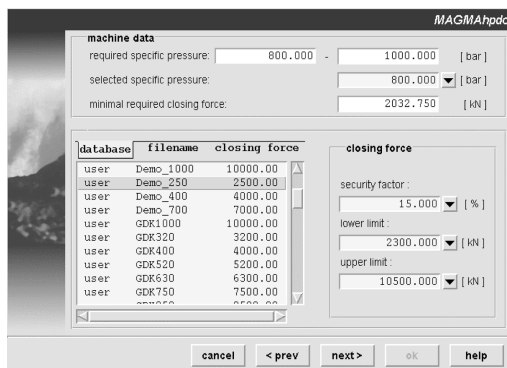 MAGMAhpdc
machine data
required specific pressure: 800.000 - 1000.000 [ bar ]
selected specific pressure: 800.000 [ bar ]
minimal required closing force: 2032.750 [ kN ]
database filename closing force
user Demo_1000 10000.00
user Demo_250 2500.00
user Demo_400 4000.00
user Demo_700 7000.00
user GDK1000 10000.00
user GDK320 3200.00
user GDK400 4000.00
user GDK520 5200.00
user GDK630 6300.00
user GDK750 7500.00
closing force
security factor :
15.000 [ % ]
lower limit :
2300.000 [ kN ]
upper limit :
10500.000 [ kN ]
cancel < prev next > ok help